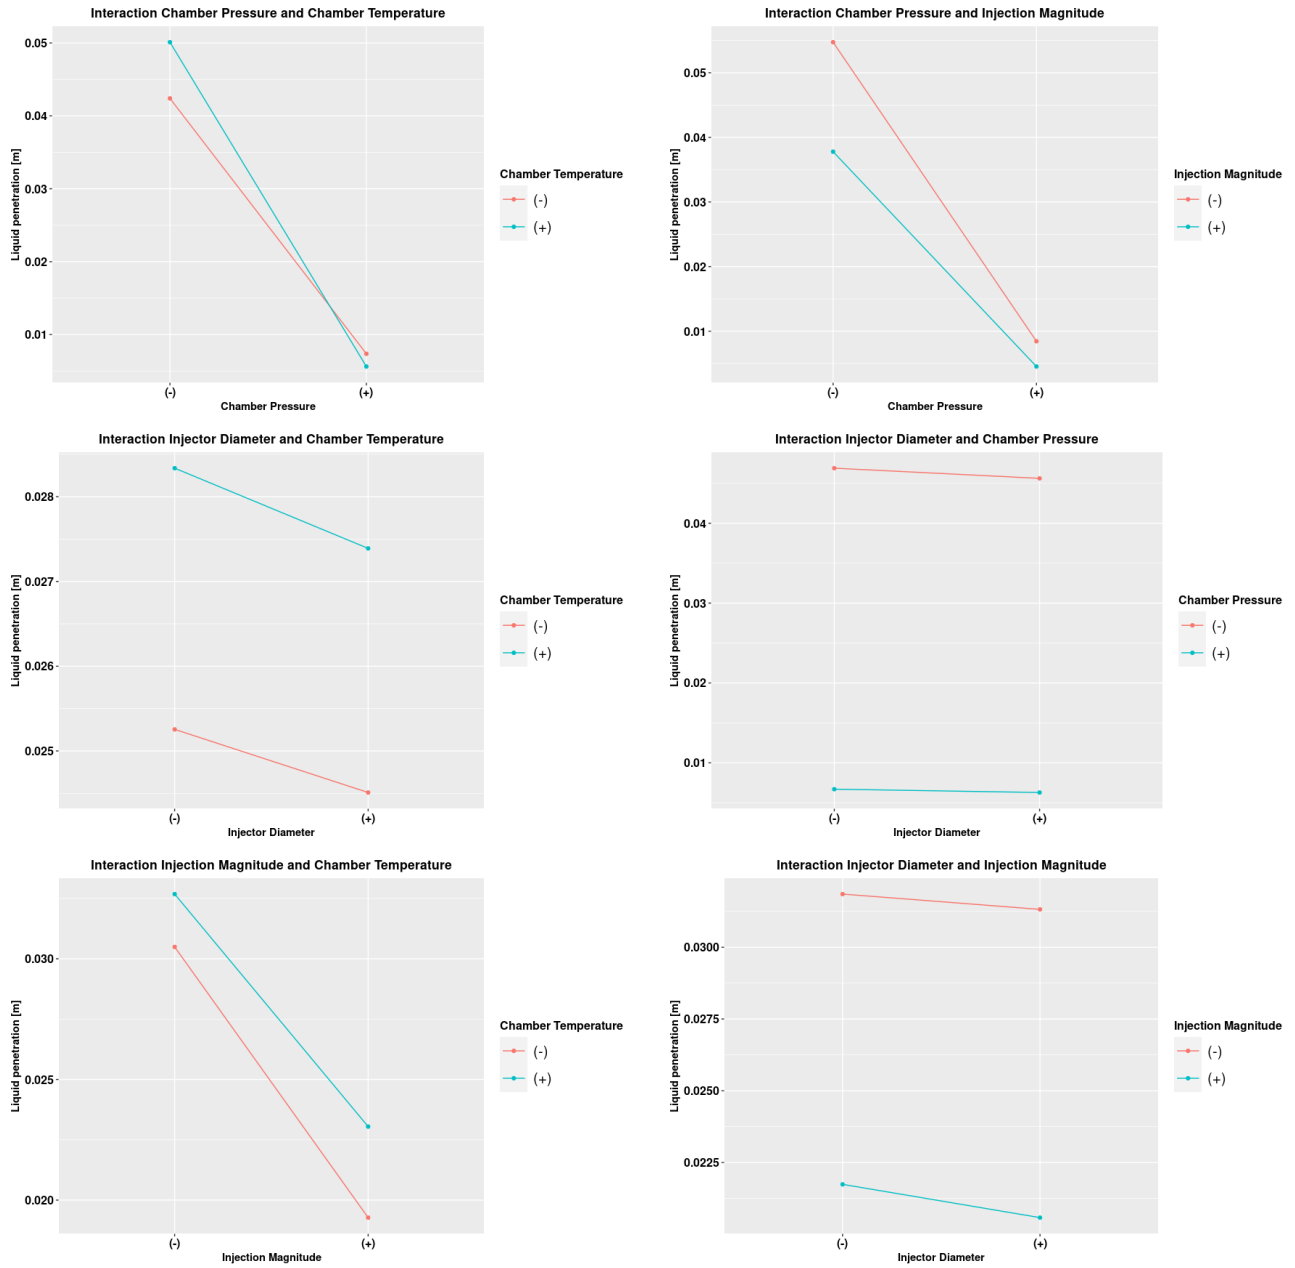 Interaction Chamber Pressure and Chamber Temperature
Liquid penetration [m]
0.05
0.04
0.03
0.02
0.01
(-)
(+)
Chamber Pressure
Chamber Temperature
(-)
(+)
Interaction Chamber Pressure and Injection Magnitude
Liquid penetration [m]
0.05
0.04
0.03
0.02
0.01
(-)
(+)
Chamber Pressure
Injection Magnitude
(-)
(+)
Interaction Injector Diameter and Chamber Temperature
Liquid penetration [m]
0.028
0.027
0.026
0.025
(-)
(+)
Injector Diameter
Chamber Temperature
(-)
(+)
Interaction Injector Diameter and Chamber Pressure
Liquid penetration [m]
0.04
0.03
0.02
0.01
(-)
(+)
Injector Diameter
Chamber Pressure
(-)
(+)
Interaction Injection Magnitude and Chamber Temperature
Liquid penetration [m]
0.030
0.025
0.020
(-)
(+)
Injection Magnitude
Chamber Temperature
(-)
(+)
Interaction Injector Diameter and Injection Magnitude
Liquid penetration [m]
0.0300
0.0275
0.0250
0.0225
(-)
(+)
Injector Diameter
Injection Magnitude
(-)
(+)